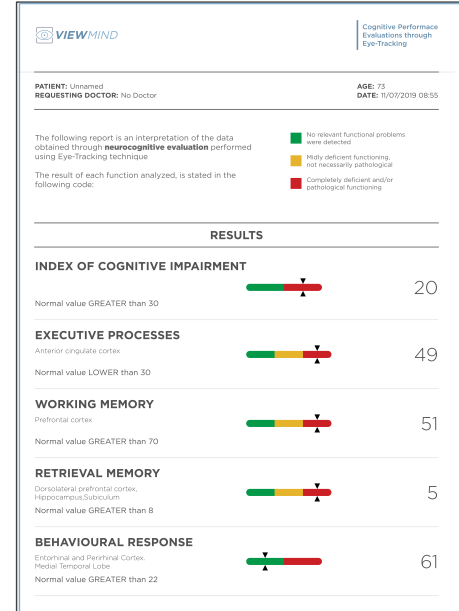 VIEWMIND
Cognitive Performace
Evaluations through
Eye-Tracking
PATIENT: Unnamed
REQUESTING DOCTOR: No Doctor
AGE: 73
DATE: 11/07/2019 08:55
The following report is an interpretation of the data
obtained through neurocognitive evaluation performed
using Eye-Tracking technique
The result of each function analyzed, is stated in the
following code:
No relevant functional problems
were detected
Midly deficient functioning,
not necessarily pathological
Completely deficient and/or
pathological functioning
RESULTS
INDEX OF COGNITIVE IMPAIRMENT
20
Normal value GREATER than 30
EXECUTIVE PROCESSES
Anterior cingulate cortex
49
Normal value LOWER than 30
WORKING MEMORY
Prefrontal cortex
51
Normal value GREATER than 70
RETRIEVAL MEMORY
Dorsolateral prefrontal cortex,
Hippocampus,Subiculum
5
Normal value GREATER than 8
BEHAVIOURAL RESPONSE
Entorhinal and Perirhinal Cortex.
Medial Temporal Lobe
61
Normal value GREATER than 22